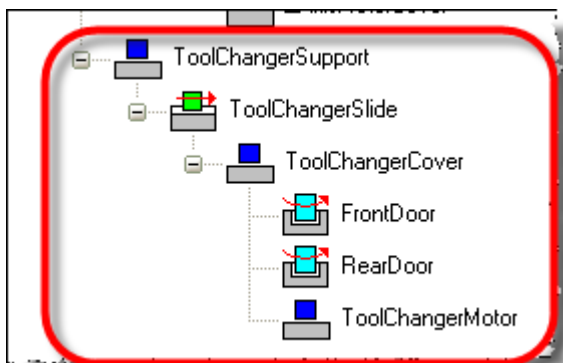 ToolChangerSupport
ToolChangerSlide
ToolChangerCover
FrontDoor
RearDoor
ToolChangerMotor